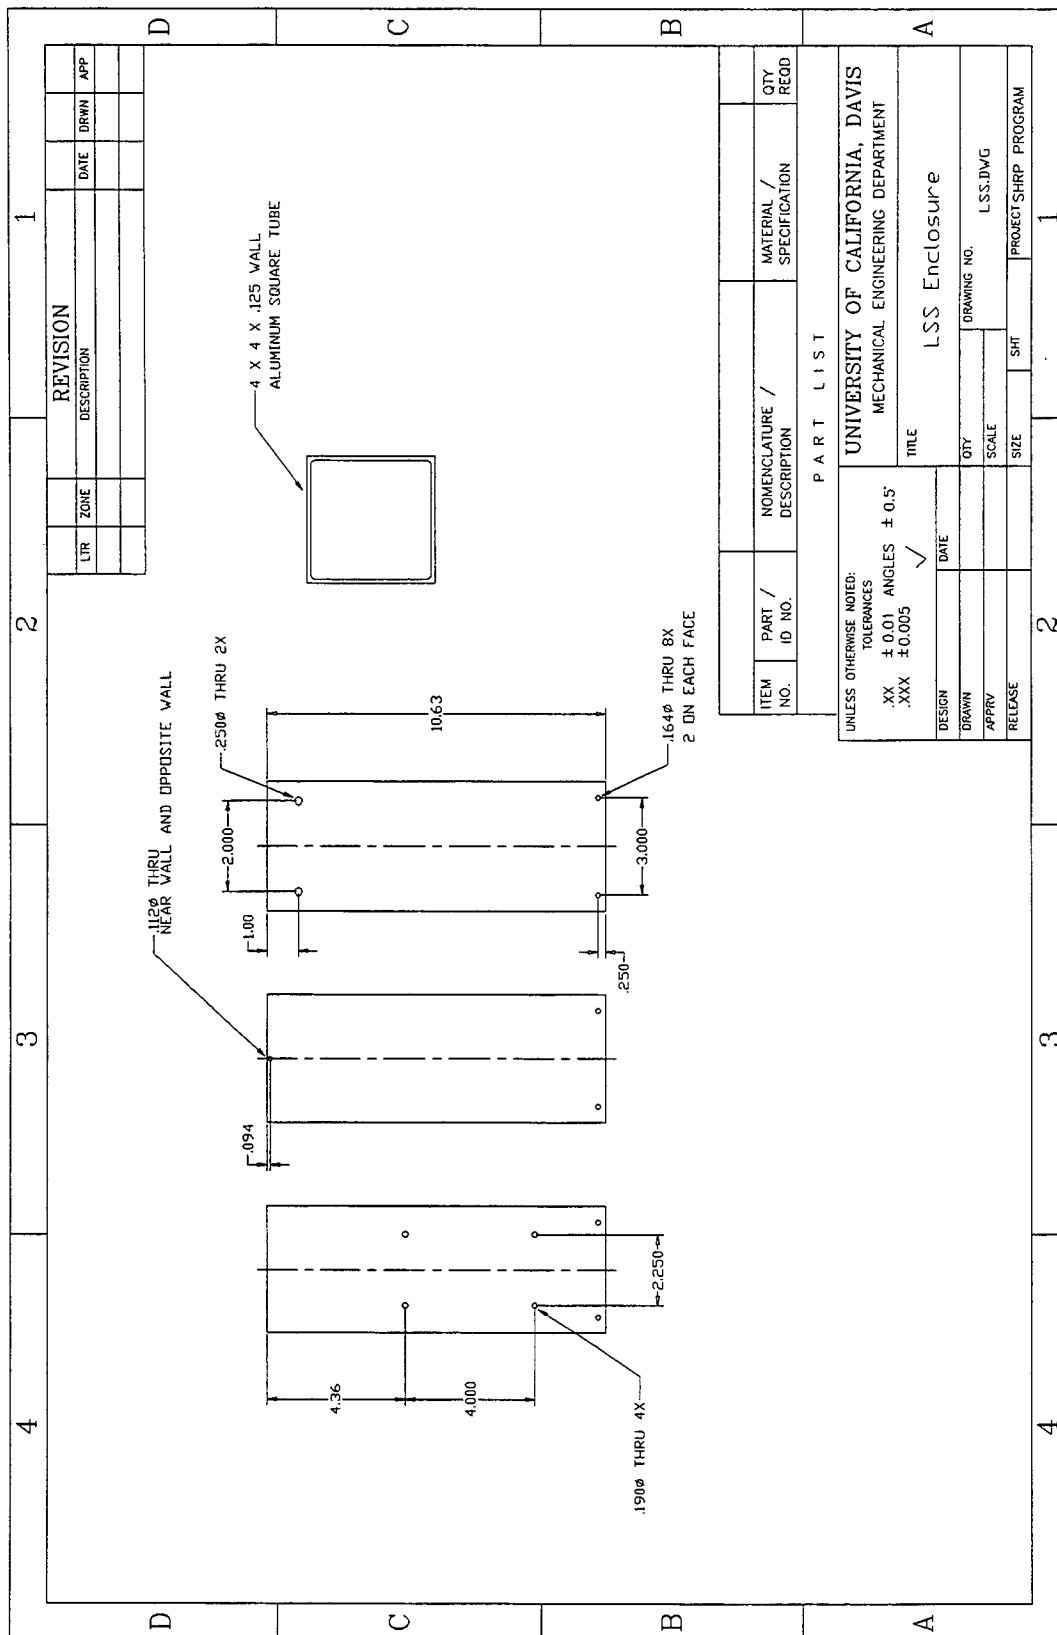 4
3
2
1
D
C
B
A
REVISION
LTR ZONE DESCRIPTION DATE DRWN APP
.112ø THRU
NEAR WALL AND OPPOSITE WALL
.250ø THRU 2X
4 X 4 X .125 WALL
ALUMINUM SQUARE TUBE
2.000
1.00
.094
4.36
4.000
10.63
.250
3.000
2.250
.190ø THRU 4X
.164ø THRU 8X
2 ON EACH FACE
ITEM NO.
PART / ID NO.
NOMENCLATURE / DESCRIPTION
MATERIAL / SPECIFICATION
QTY REQD
PART LIST
UNLESS OTHERWISE NOTED:
TOLERANCES
.XX ± 0.01 ANGLES ± 0.5°
.XXX ±0.005
UNIVERSITY OF CALIFORNIA, DAVIS
MECHANICAL ENGINEERING DEPARTMENT
TITLE
LSS Enclosure
DESIGN DATE
DRAWN
APPRV
RELEASE
QTY
SCALE
DRAWING NO.
LSS.DWG
SIZE SHT PROJECT SHRP PROGRAM
4
3
2
1
D
C
B
A